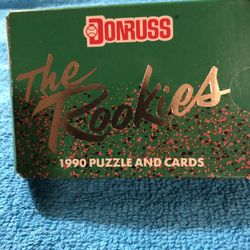 DONRUSS
The
Rookies
1990 PUZZLE AND CARDS